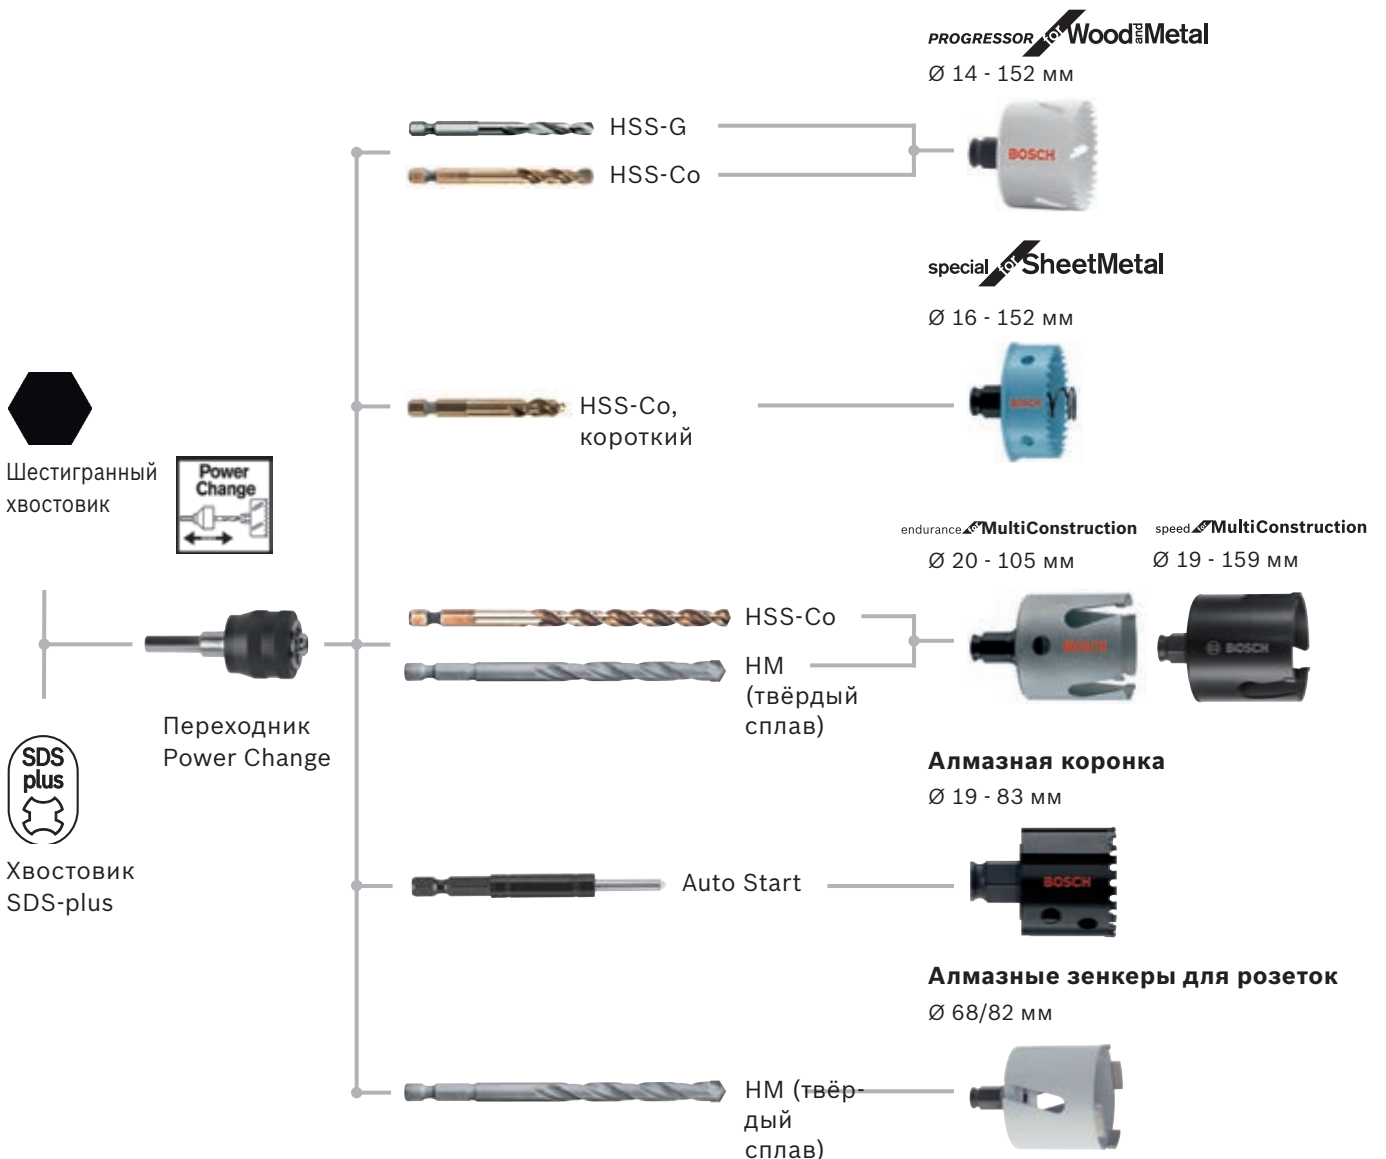 PROGRESSOR for Wood and Metal
Ø 14 - 152 мм
HSS-G
HSS-Co
BOSCH
special for SheetMetal
Ø 16 - 152 мм
HSS-Co,
короткий
BOSCH
Шестигранный
хвостовик
Power
Change
endurance for MultiConstruction
Ø 20 - 105 мм
speed for MultiConstruction
Ø 19 - 159 мм
HSS-Co
HM
(твёрдый
сплав)
BOSCH
BOSCH
Переходник
Power Change
SDS
plus
Хвостовик
SDS-plus
Алмазная коронка
Ø 19 - 83 мм
Auto Start
BOSCH
Алмазные зенкеры для розеток
Ø 68/82 мм
HM (твёр-
дый
сплав)